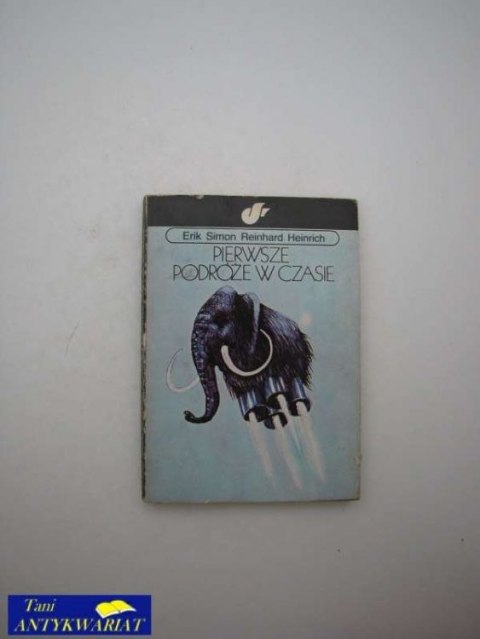 Erik Simon Reinhard Heinrich
PIERWSZE
PODRÓŻE W CZASIE
Tani
ANTYKWARIAT